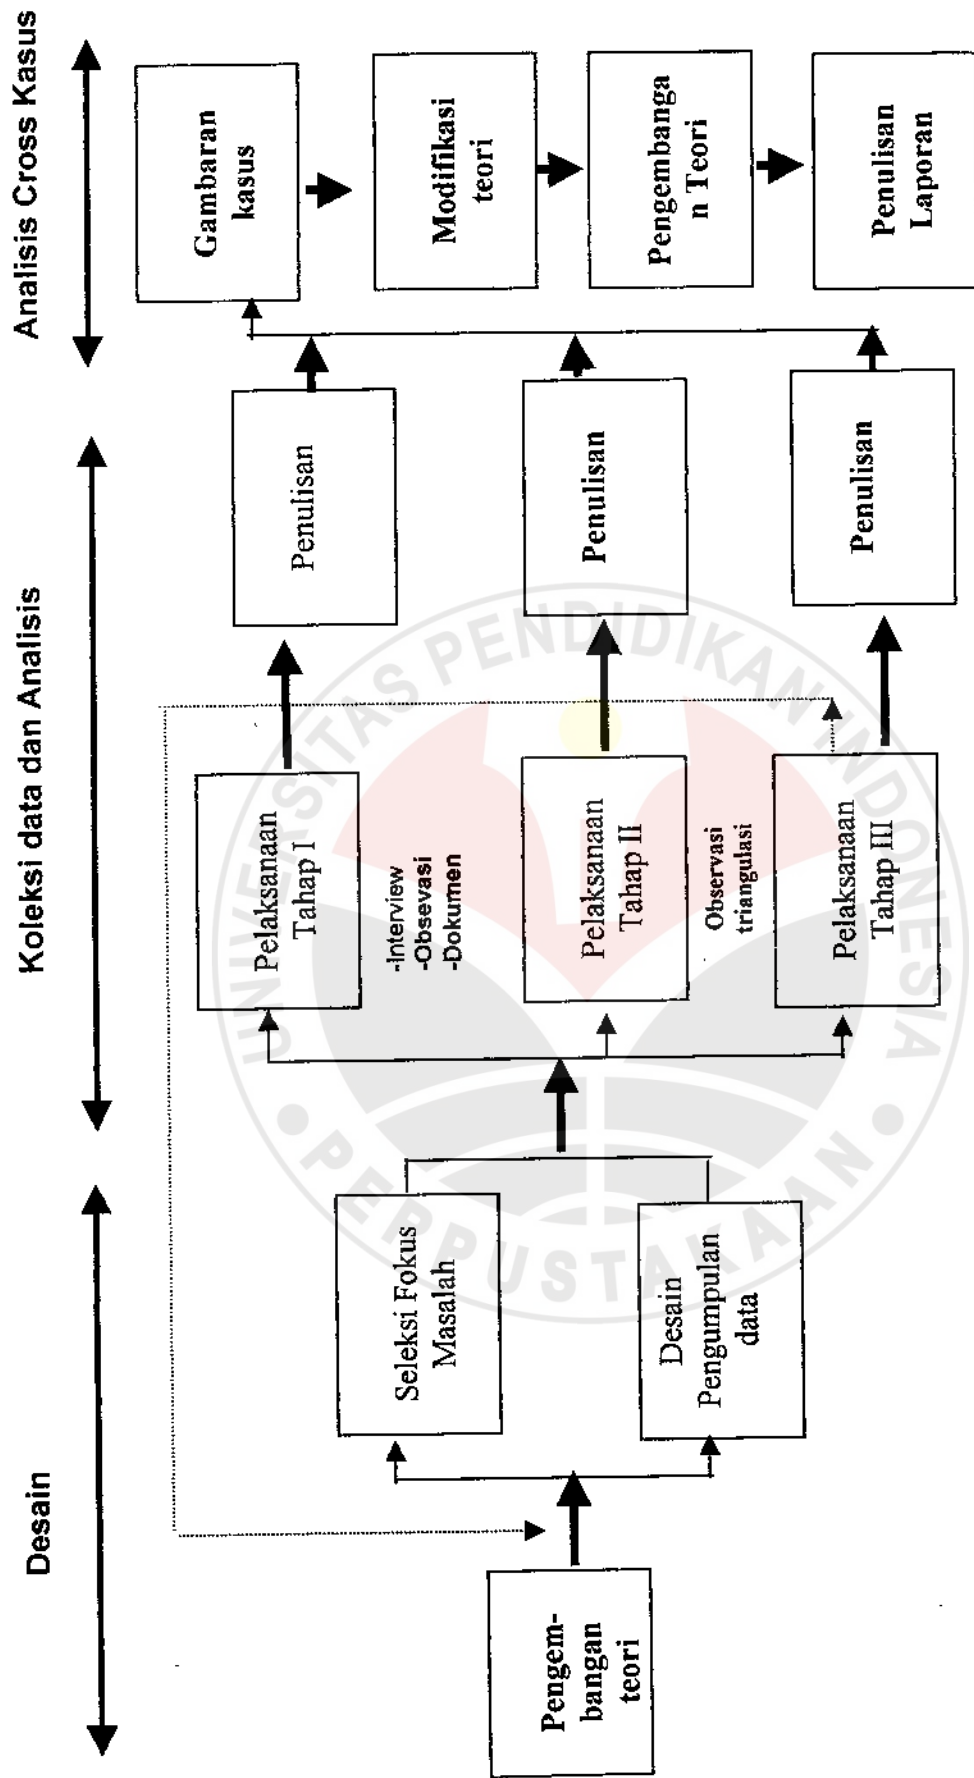 Desain
Koleksi data dan Analisis
Analisis Cross Kasus
Pengem-
bangan
teori
Seleksi Fokus
Masalah
Desain
Pengumpulan
data
Pelaksanaan
Tahap I
-Interview
-Obsevasi
-Dokumen
Pelaksanaan
Tahap II
Observasi
triangulasi
Pelaksanaan
Tahap III
Penulisan
Penulisan
Penulisan
Gambaran
kasus
Modifikasi
teori
Pengembanga
n Teori
Penulisan
Laporan
UNIVERSITAS PENDIDIKAN INDONESIA
PERPUSTAKAAN